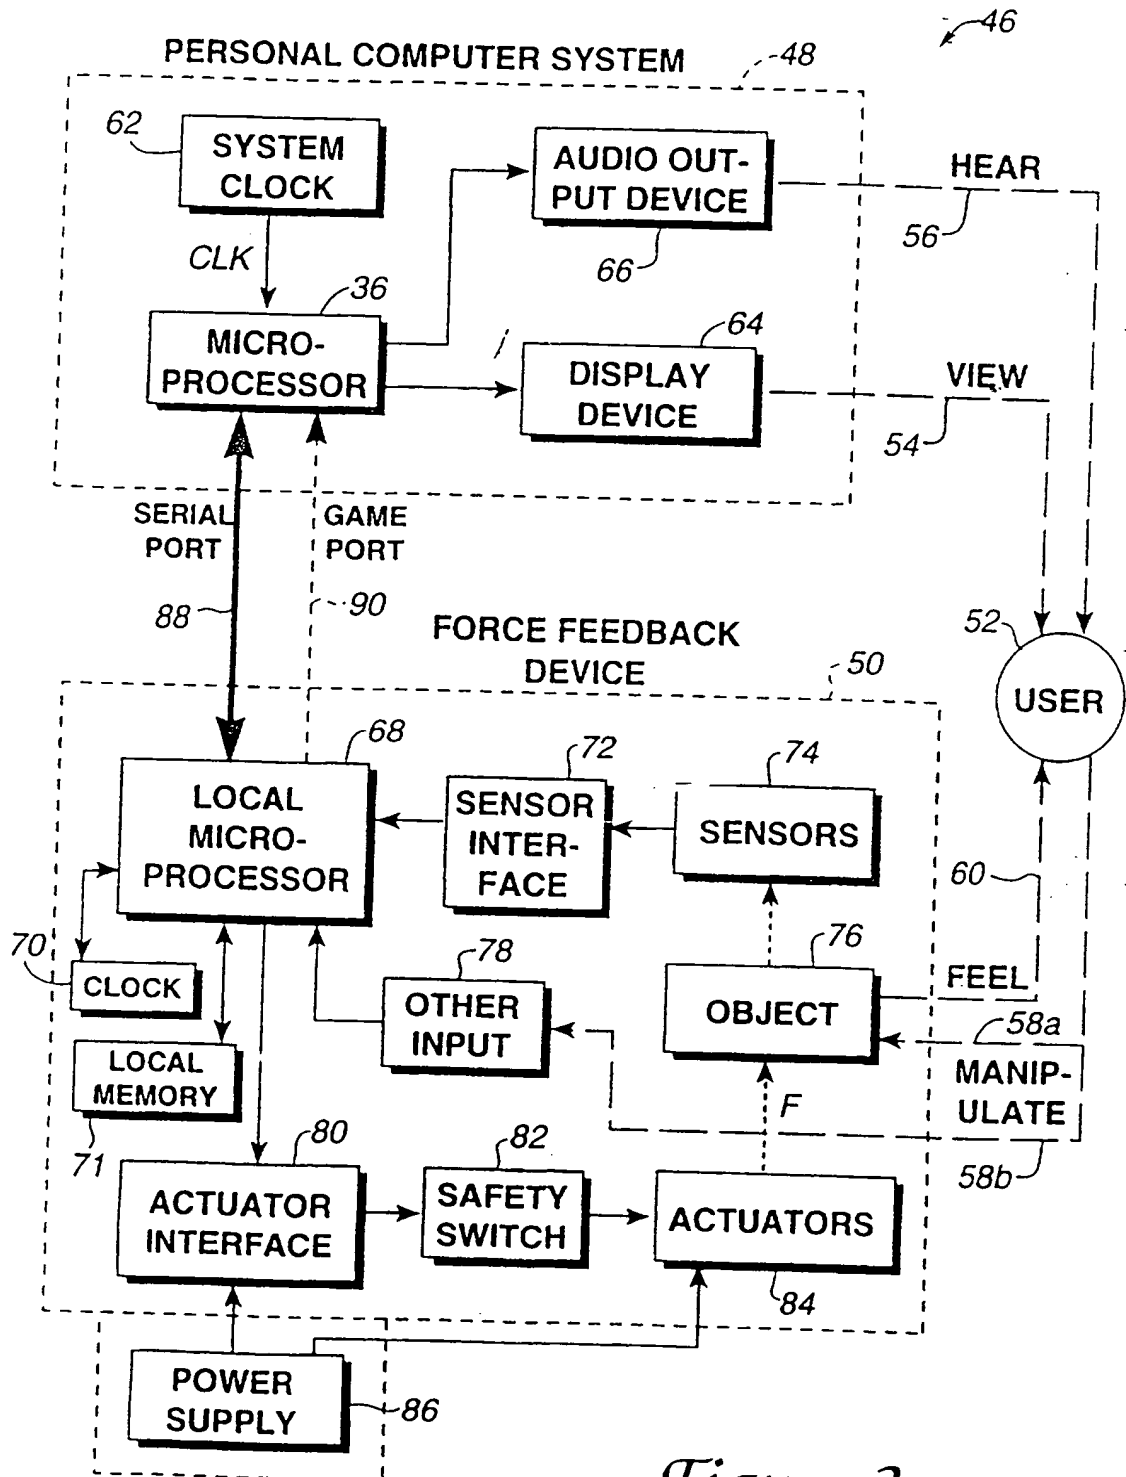 46
PERSONAL COMPUTER SYSTEM
48
62
SYSTEM
CLOCK
AUDIO OUT-
PUT DEVICE
66
HEAR
56
CLK
36
MICRO-
PROCESSOR
64
DISPLAY
DEVICE
VIEW
54
SERIAL
PORT
GAME
PORT
88
90
FORCE FEEDBACK
DEVICE
50
52
USER
68
LOCAL
MICRO-
PROCESSOR
72
SENSOR
INTER-
FACE
74
SENSORS
60
70
CLOCK
78
OTHER
INPUT
76
OBJECT
FEEL
58a
MANIP-
ULATE
58b
LOCAL
MEMORY
71
F
80
ACTUATOR
INTERFACE
82
SAFETY
SWITCH
ACTUATORS
84
POWER
SUPPLY
86